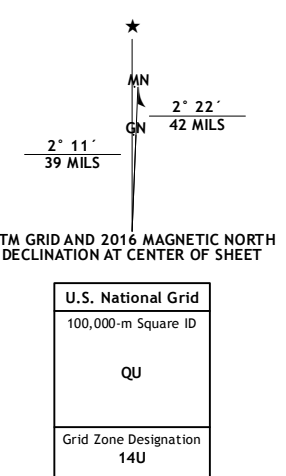 ★
MN
GN
2° 22´
42 MILS
2° 11´
39 MILS
TM GRID AND 2016 MAGNETIC NORTH
DECLINATION AT CENTER OF SHEET
U.S. National Grid
100,000-m Square ID
QU
Grid Zone Designation
14U